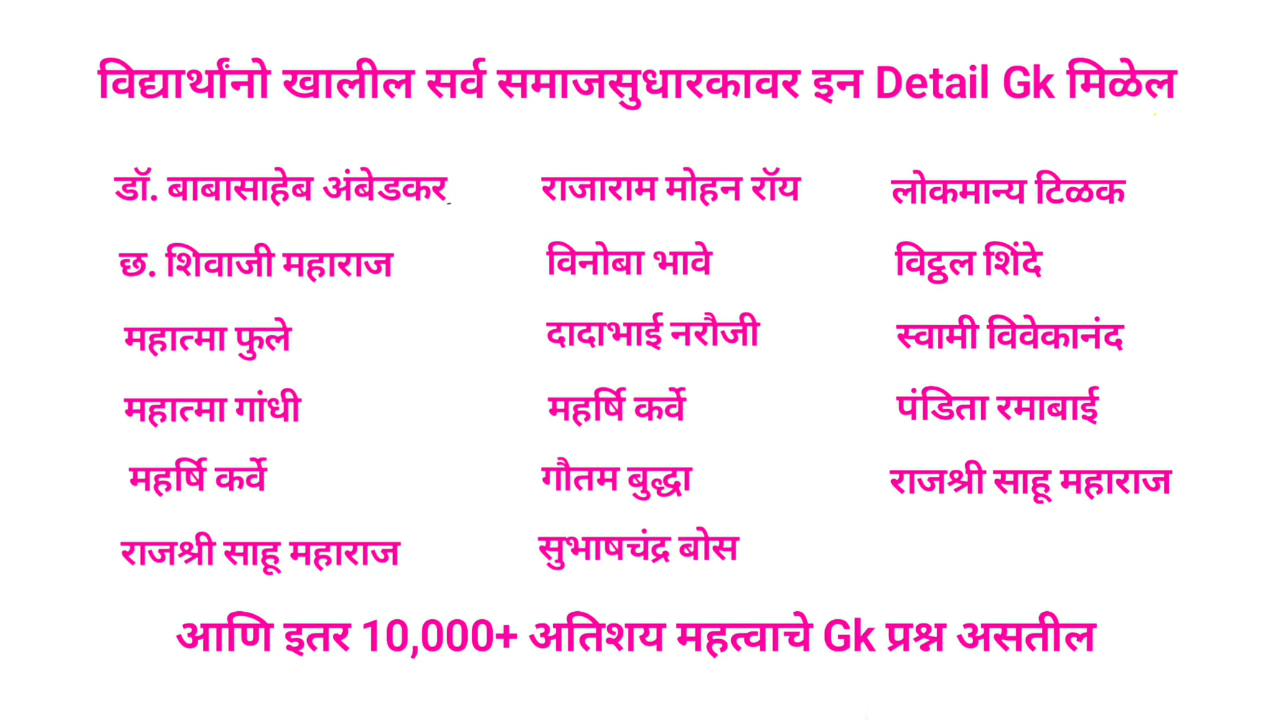 विद्यार्थांनो खालील सर्व समाजसुधारकावर इन Detail Gk मिळेल
डॉ. बाबासाहेब अंबेडकर
राजाराम मोहन रॉय
लोकमान्य टिळक
छ. शिवाजी महाराज
विनोबा भावे
विठ्ठल शिंदे
महात्मा फुले
दादाभाई नरौजी
स्वामी विवेकानंद
महात्मा गांधी
महर्षि कर्वे
पंडिता रमाबाई
महर्षि कर्वे
गौतम बुद्धा
राजश्री साहू महाराज
राजश्री साहू महाराज
सुभाषचंद्र बोस
आणि इतर 10,000+ अतिशय महत्वाचे Gk प्रश्न असतील